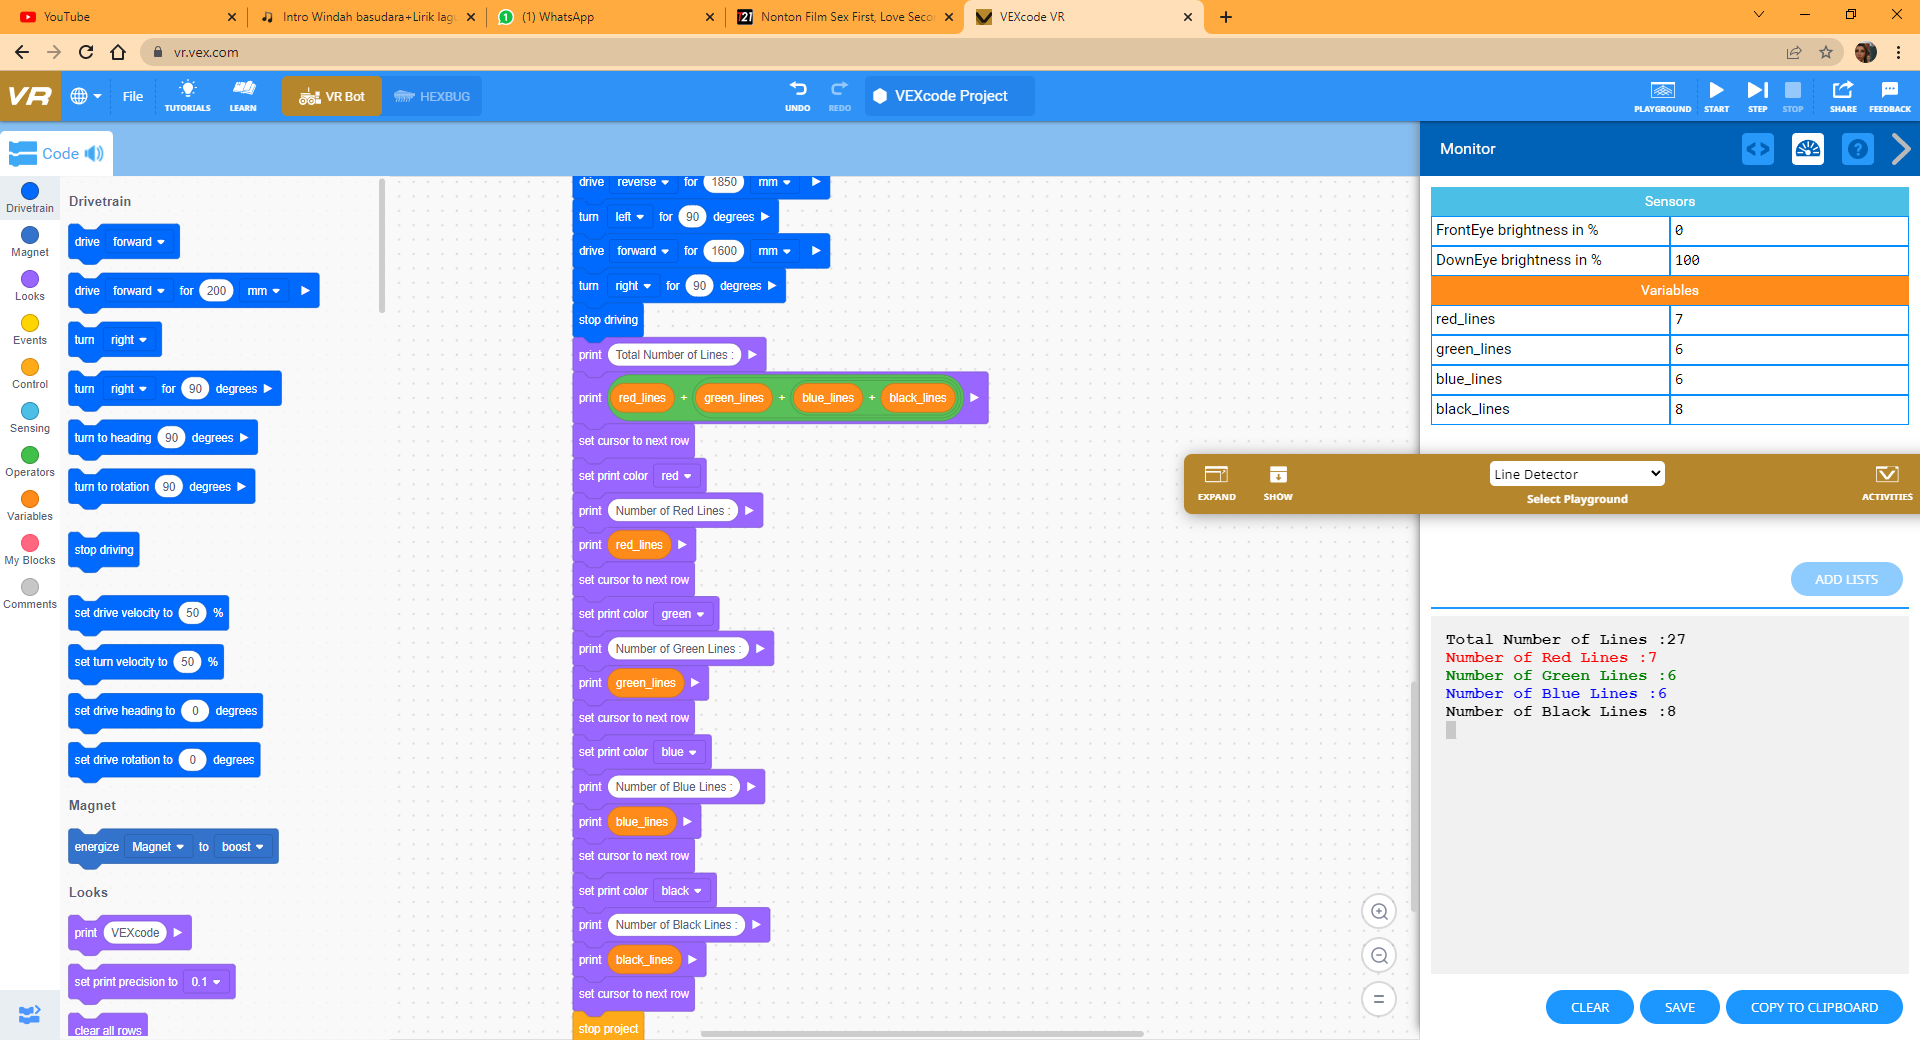 YouTube
Intro Windah basudara+Lirik lagu
(1) WhatsApp
Nonton Film Sex First, Love Seco
VEXcode VR
vr.vex.com
VR
File
TUTORIALS
LEARN
VR Bot
HEXBUG
UNDO
REDO
VEXcode Project
PLAYGROUND
START
STEP
STOP
SHARE
FEEDBACK
Code
Drivetrain
Magnet
Looks
Events
Control
Sensing
Operators
Variables
My Blocks
Comments
Drivetrain
drive forward
drive forward for 200 mm
turn right
turn right for 90 degrees
turn to heading 90 degrees
turn to rotation 90 degrees
stop driving
set drive velocity to 50 %
set turn velocity to 50 %
set drive heading to 0 degrees
set drive rotation to 0 degrees
Magnet
energize Magnet to boost
Looks
print VEXcode
set print precision to 0.1
clear all rows
drive reverse for 1850 mm
turn left for 90 degrees
drive forward for 1600 mm
turn right for 90 degrees
stop driving
print Total Number of Lines :
print red_lines + green_lines + blue_lines + black_lines
set cursor to next row
set print color red
print Number of Red Lines :
print red_lines
set cursor to next row
set print color green
print Number of Green Lines :
print green_lines
set cursor to next row
set print color blue
print Number of Blue Lines :
print blue_lines
set cursor to next row
set print color black
print Number of Black Lines :
print black_lines
set cursor to next row
stop project
Monitor
Sensors
FrontEye brightness in % 0
DownEye brightness in % 100
Variables
red_lines 7
green_lines 6
blue_lines 6
black_lines 8
EXPAND
SHOW
Line Detector
Select Playground
ACTIVITIES
ADD LISTS
Total Number of Lines :27
Number of Red Lines :7
Number of Green Lines :6
Number of Blue Lines :6
Number of Black Lines :8
CLEAR
SAVE
COPY TO CLIPBOARD